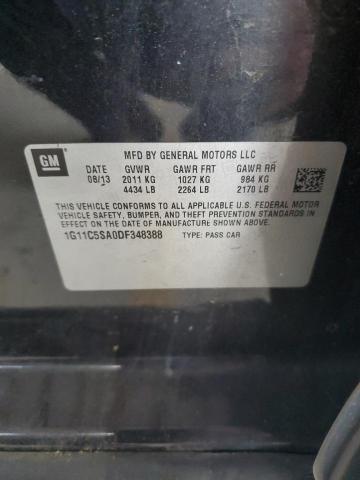 GM
MFD BY GENERAL MOTORS LLC
DATE GVWR GAWR FRT GAWR RR
08/13 2011 KG 1027 KG 984 KG
4434 LB 2264 LB 2170 LB
THIS VEHICLE CONFORMS TO ALL APPLICABLE U.S. FEDERAL MOTOR
VEHICLE SAFETY, BUMPER, AND THEFT PREVENTION STANDARDS
IN EFFECT ON THE DATE OF MANUFACTURE SHOWN ABOVE.
1G11C5SA0DF348388 TYPE: PASS CAR